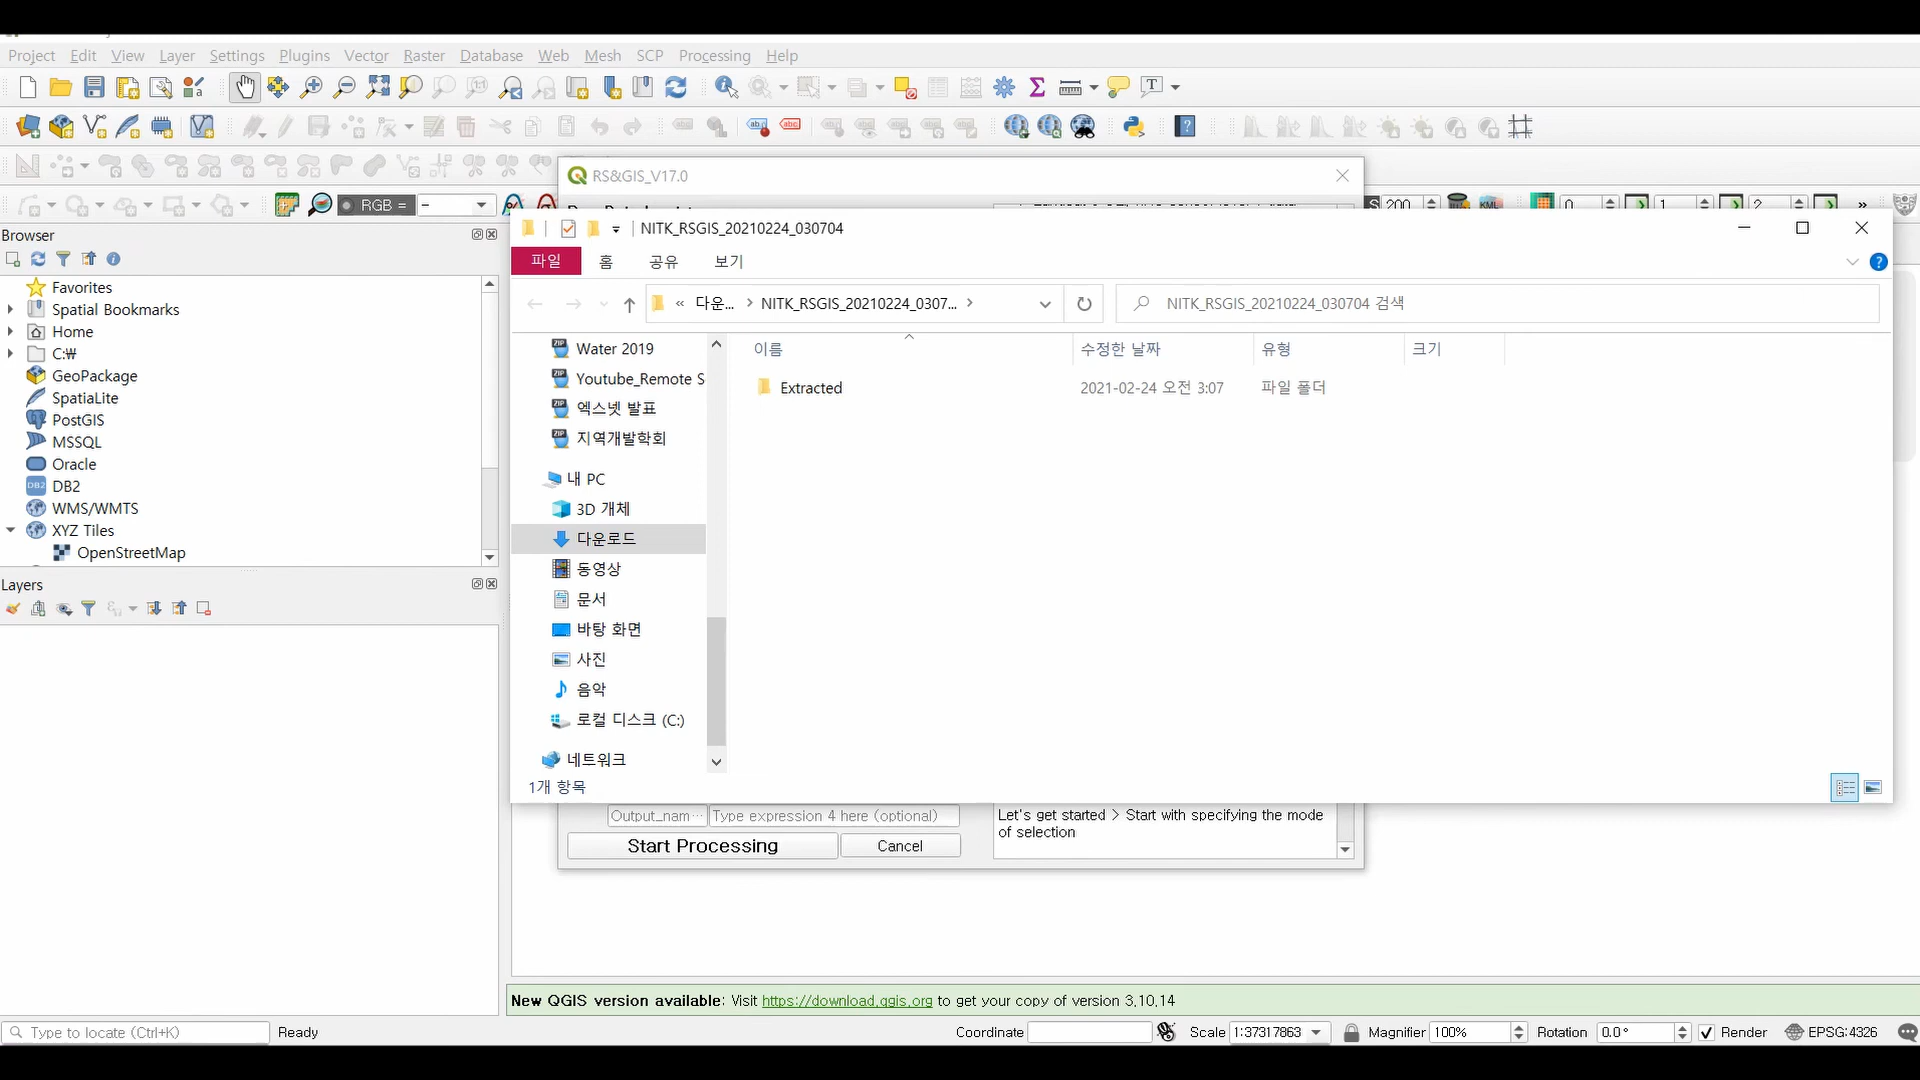 Project Edit View Layer Settings Plugins Vector Raster Database Web Mesh SCP Processing Help
RS&GIS_V17.0
RGB = -
S 200 0 1 2 »
Browser
Favorites
Spatial Bookmarks
Home
C:₩
GeoPackage
SpatiaLite
PostGIS
MSSQL
Oracle
DB2
WMS/WMTS
XYZ Tiles
OpenStreetMap
Layers
NITK_RSGIS_20210224_030704
파일 홈 공유 보기
« 다운... > NITK_RSGIS_20210224_0307... >
NITK_RSGIS_20210224_030704 검색
Water 2019
Youtube_Remote S
엑스넷 발표
지역개발학회
내 PC
3D 개체
다운로드
동영상
문서
바탕 화면
사진
음악
로컬 디스크 (C:)
네트워크
이름 수정한 날짜 유형 크기
Extracted 2021-02-24 오전 3:07 파일 폴더
1개 항목
Output_nam··· Type expression 4 here (optional)
Start Processing Cancel
Let's get started > Start with specifying the mode
of selection
New QGIS version available: Visit https://download.qgis.org to get your copy of version 3.10.14
Type to locate (Ctrl+K) Ready Coordinate Scale 1:37317863 Magnifier 100% Rotation 0.0 ° Render EPSG:4326